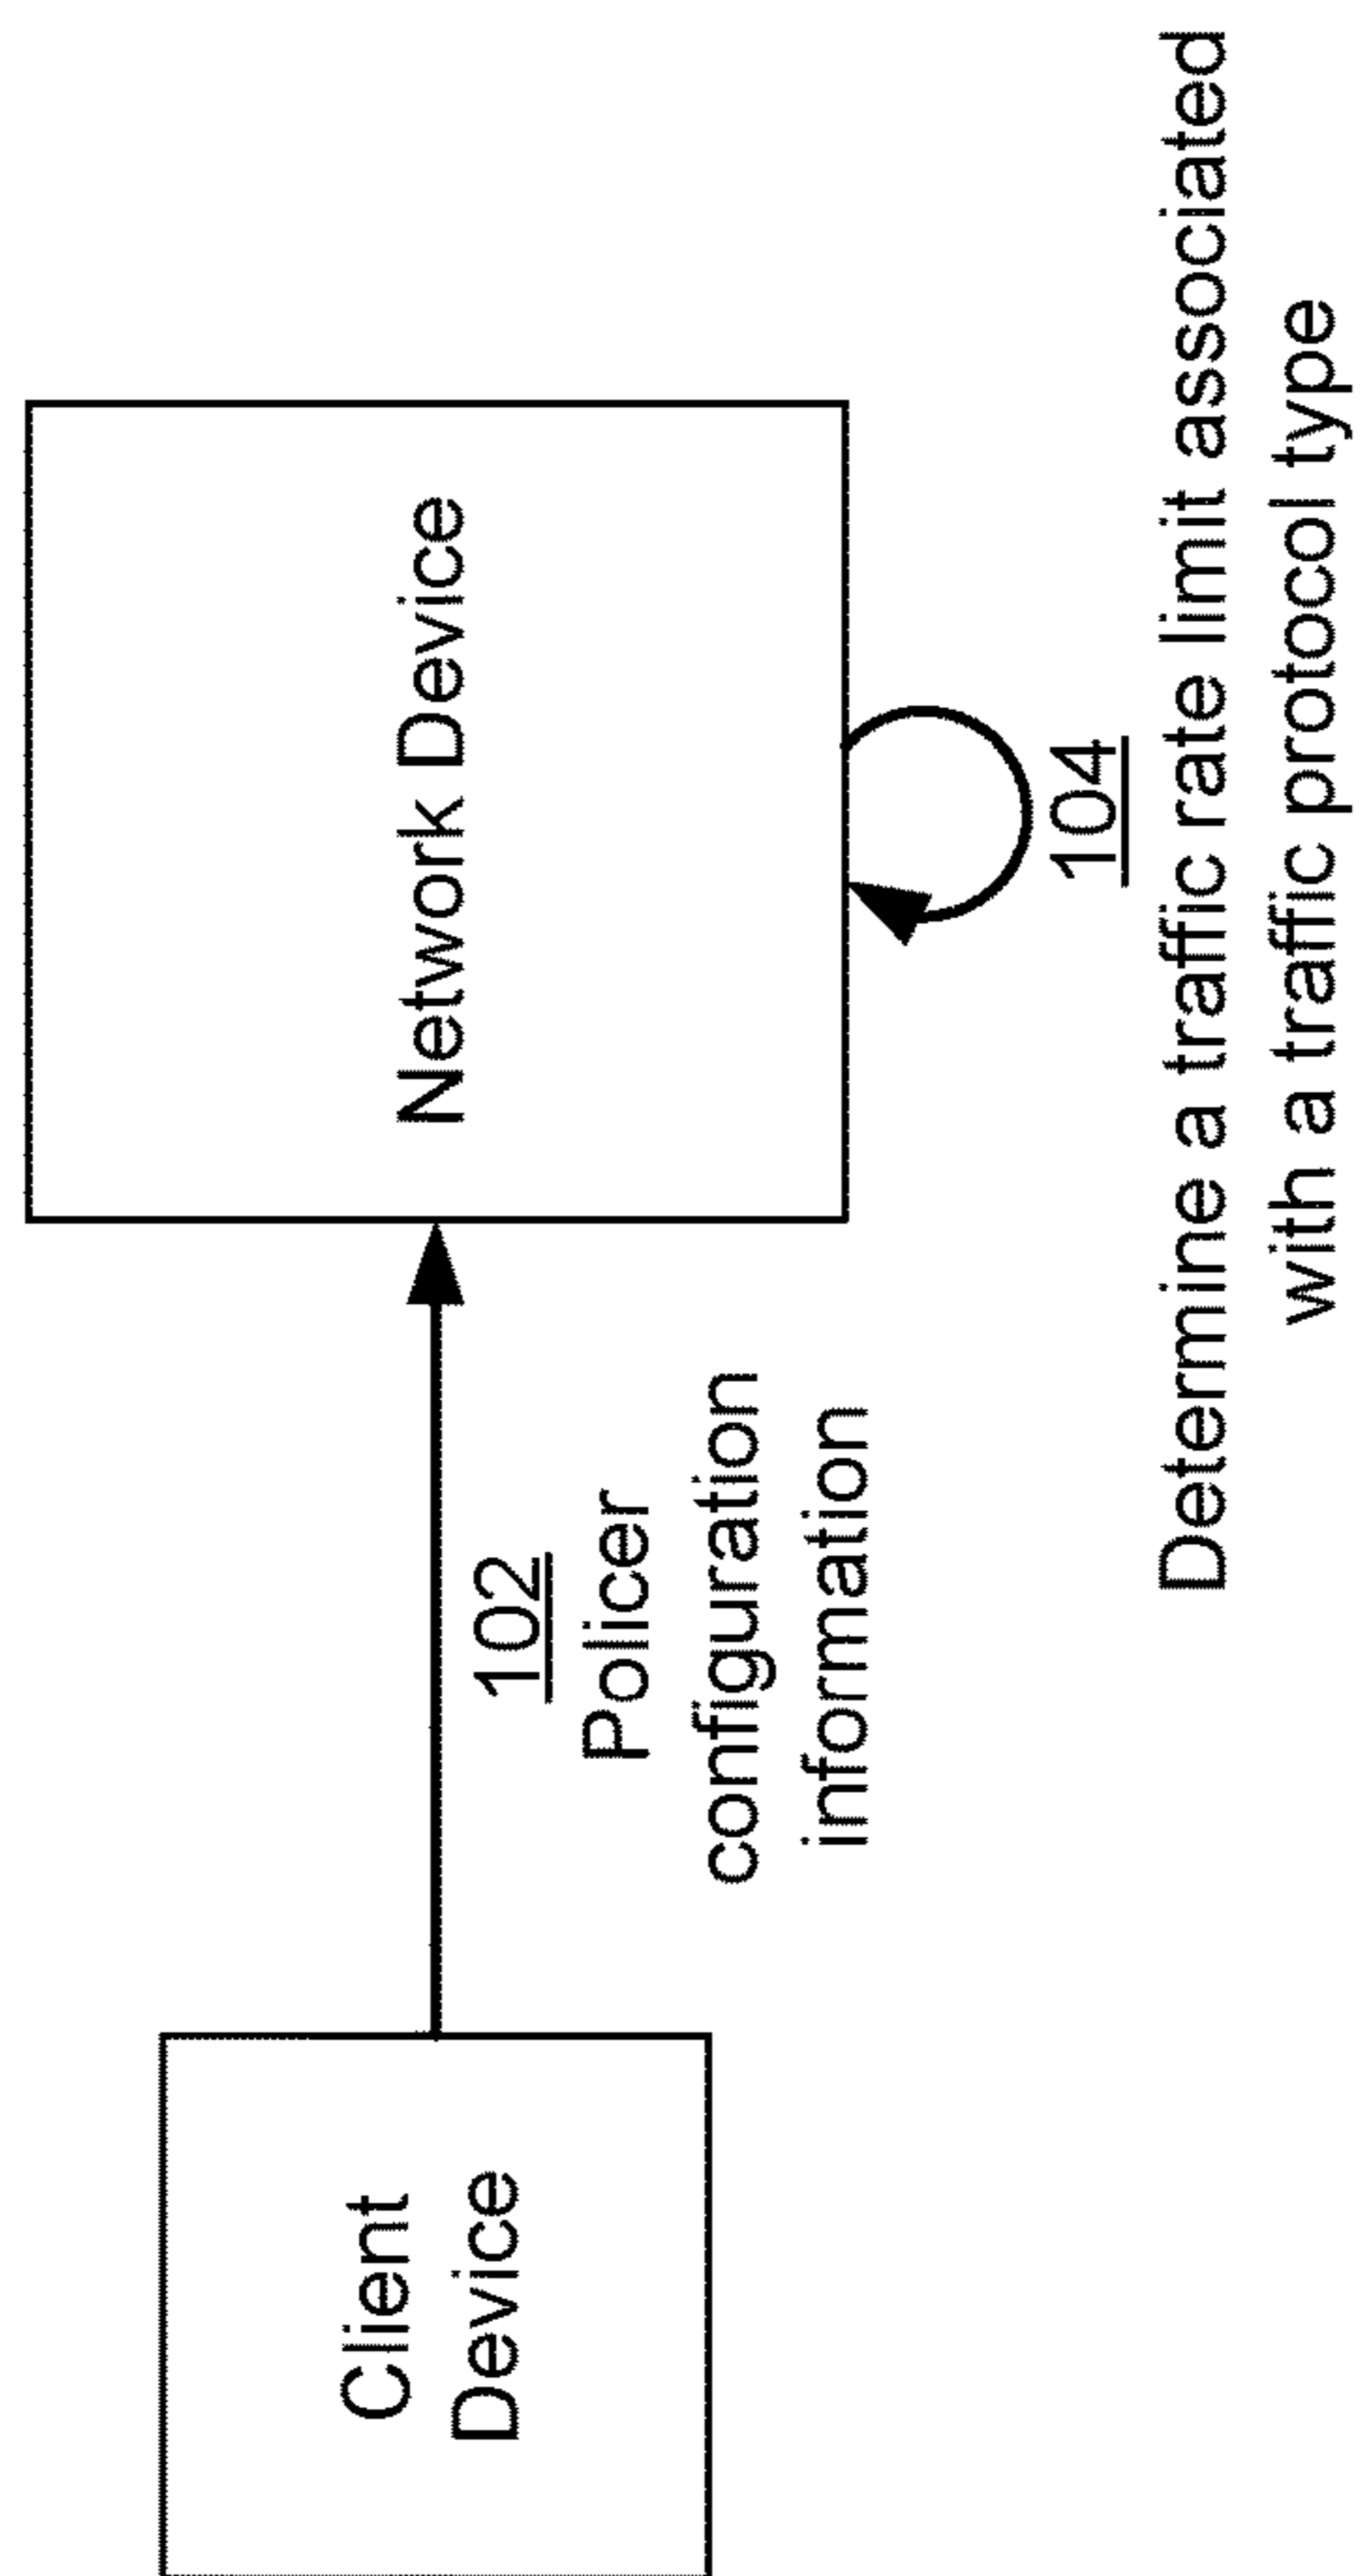 Client
Device
102
Policer
configuration
information
Network Device
104
Determine a traffic rate limit associated
with a traffic protocol type